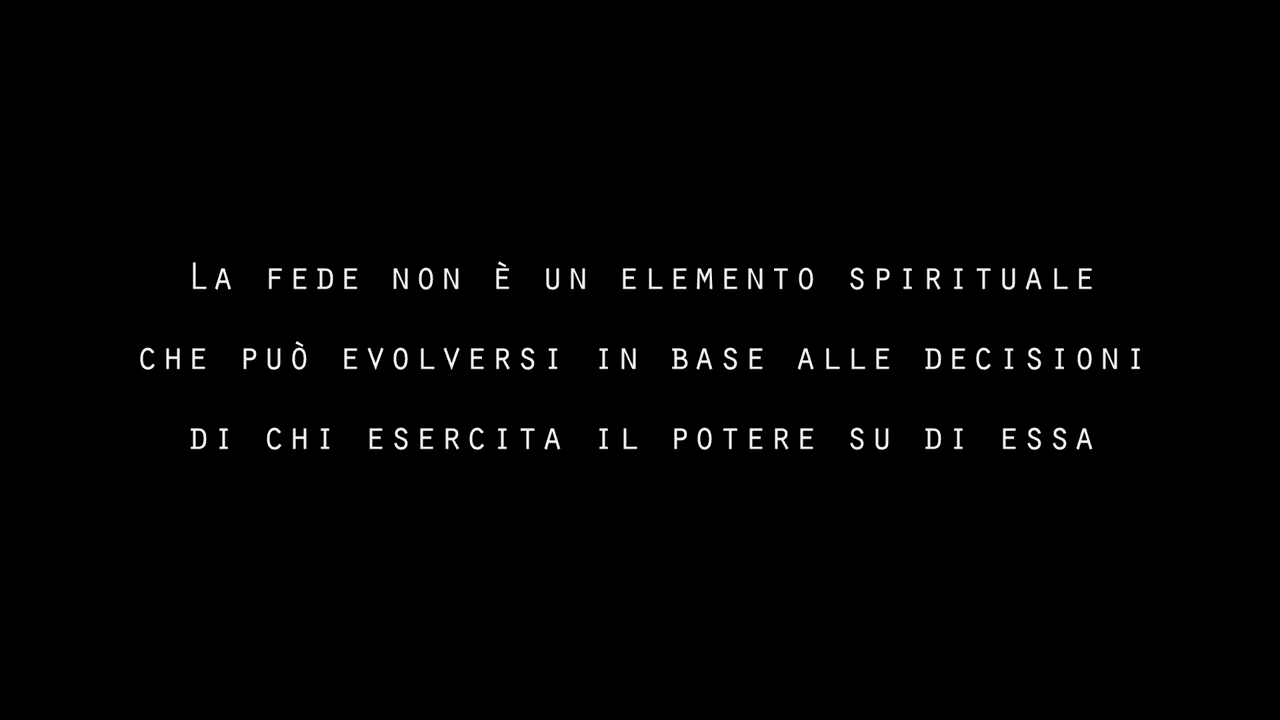 La fede non è un elemento spirituale
che può evolversi in base alle decisioni
di chi esercita il potere su di essa